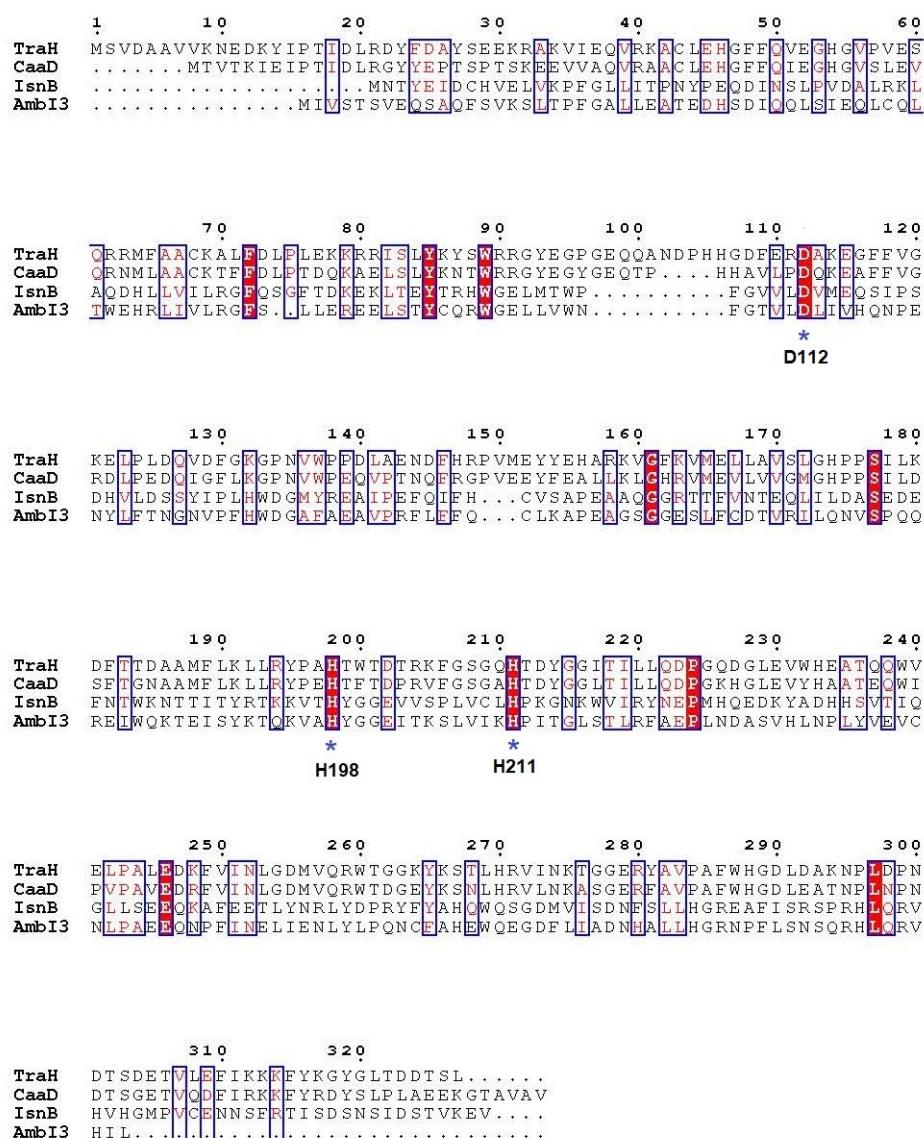 1 10 20 30 40 50 60
TraH MSVDAAVVKNEDKYIPTIDLRDYFDAYSEEKRAKVIEQVRKACLEHGFFQVEGHGVPVES
CaaD .......MTVTKIEIPTIDLRGYYEPTSPTSKEEVVAQVRAACLEHGFFQIEGHGVSLEV
IsnB ....................MNTYEIDCHVELVKPFGLLITPNYPEQDINSLPVDALRKL
AmbI3 ...............MIVSTSVEQSAQFSVKSLTPFGALLEATEDHSDIQQLSIEQLCQL
70 80 90 100 110 120
TraH QRRMFAACKALFDLPLEKKRRISLYKYSWRRGYEGPGEQQANDPHHGDFERDAKEGFFVG
CaaD QRNMLAACKTFFDLPTDQKAELSLYKNTWRRGYEGYGEQTP....HHAVLPDQKEAFFVG
IsnB AQDHLLVILRGFQSGFTDKEKLTEYTRHWGELMTWP..........FGVVLDVMEQSIPS
AmbI3 TWEHRLIVLRGFS..LLEREELSTYCQRWGELLVWN..........FGTVLDLIVHQNPE
*
D112
130 140 150 160 170 180
TraH KELPLDQVDFGKGPNVWPPDLAENDFHRPVMEYYEHARKVGFKVMELLAVSLGHPPSILK
CaaD RDLPEDQIGFLKGPNVWPEQVPTNQFRGPVEEYFEALLKLGHRVMEVLVVGMGHPPSILD
IsnB DHVLDSSYIPLHWDGMYREAIPEFQIFH...CVSAPEAAQGGRTTFVNTEQLILDASEDE
AmbI3 NYLFTNGNVPFHWDGAFAEAVPRFLFFQ...CLKAPEAGSGGESLFCDTVRILQNVSPQQ
190 200 210 220 230 240
TraH DFTTDAAMFLKLLRYPAHTWTDTRKFGSGQHTDYGGITILLQDPGQDGLEVWHEATQQWV
CaaD SFTGNAAMFLKLLRYPEHTFTDPRVFGSGAHTDYGGLTILLQDPGKHGLEVYHAATEQWI
IsnB FNTWKNTTITYRTKKVTHYGGEVVSPLVCLHPKGNKWVIRYNEPMHQEDKYADHHSVTIQ
AmbI3 REIWQKTEISYKTQKVAHYGGEITKSLVIKHPITGLSTLRFAEPLNDASVHLNPLYVEVC
* *
H198 H211
250 260 270 280 290 300
TraH ELPALEDKFVINLGDMVQRWTGGKYKSTLHRVINKTGGERYAVPAFWHGDLDAKNPLDPN
CaaD PVPAVEDRFVINLGDMVQRWTDGEYKSNLHRVLNKASGERFAVPAFWHGDLEATNPLNPN
IsnB GLLSEEQKAFEETLYNRLYDPRYFYAHQWQSGDMVISDNFSLLHGREAFISRSPRHLQRV
AmbI3 NLPAEEQNPFINELIENLYLPQNCFAHEWQEGDFLIADNHALLHGRNPFLSNSQRHLQRV
310 320
TraH DTSDETVLEFIKKKFYKGYGLTDDTSL......
CaaD DTSGETVQDFIRKKFYRDYSLPLAEEKGTAVAV
IsnB HVHGMPVCENNSFRTISDSNSIDSTVKEV....
AmbI3 HIL..............................